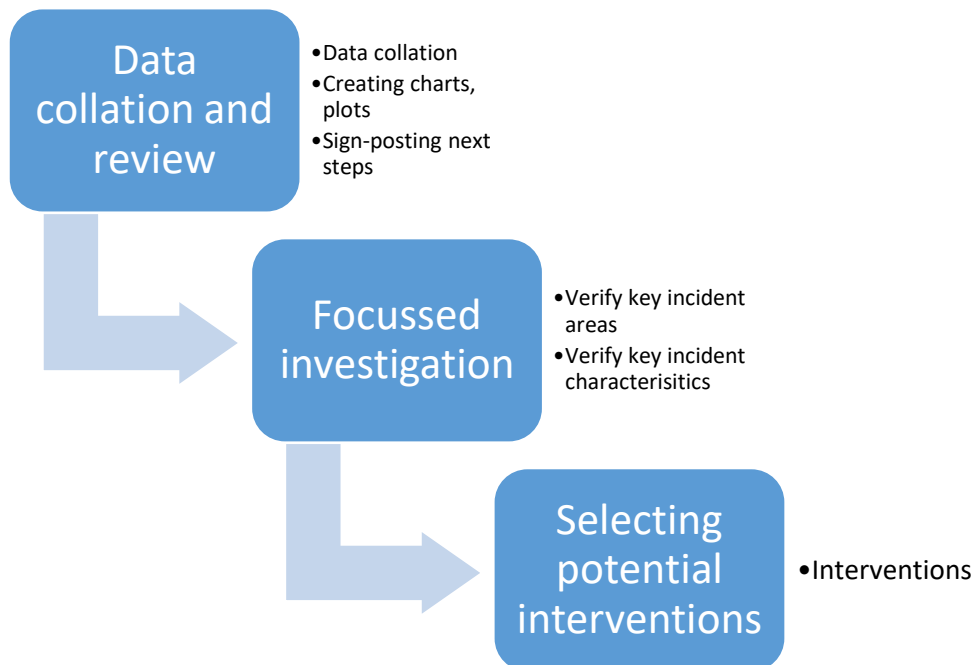 Data
collation and
review
•Data collation
•Creating charts,
plots
•Sign-posting next
steps
Focussed
investigation
•Verify key incident
areas
•Verify key incident
characterisitics
Selecting
potential
interventions
•Interventions